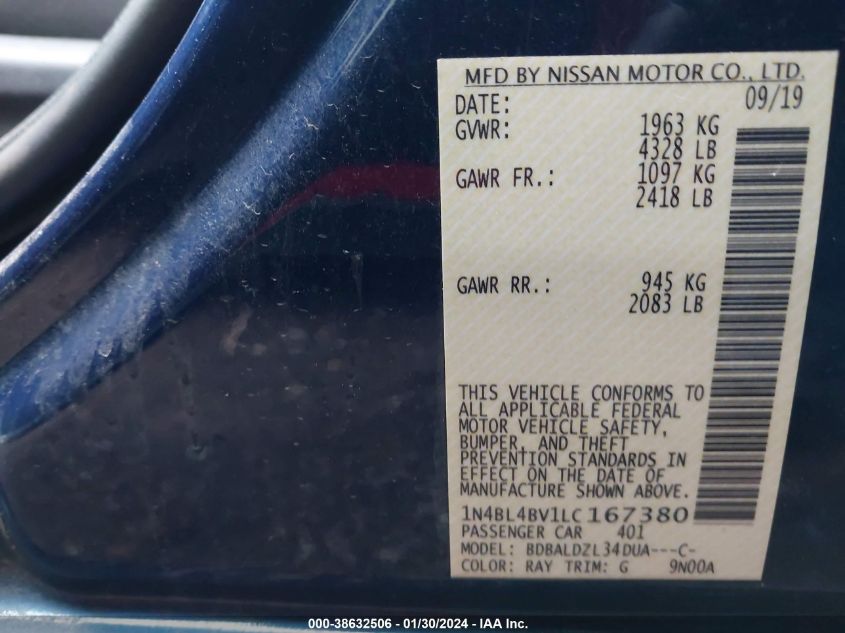 MFD BY NISSAN MOTOR CO., LTD.
DATE: 09/19
GVWR: 1963 KG
4328 LB
GAWR FR.: 1097 KG
2418 LB
GAWR RR.: 945 KG
2083 LB
THIS VEHICLE CONFORMS TO
ALL APPLICABLE FEDERAL
MOTOR VEHICLE SAFETY,
BUMPER, AND THEFT
PREVENTION STANDARDS IN
EFFECT ON THE DATE OF
MANUFACTURE SHOWN ABOVE.
1N4BL4BV1LC167380
PASSENGER CAR 401
MODEL: BDBALDZL34DUA---C-
COLOR: RAY TRIM: G 9N00A
000-38632506 - 01/30/2024 - IAA Inc.